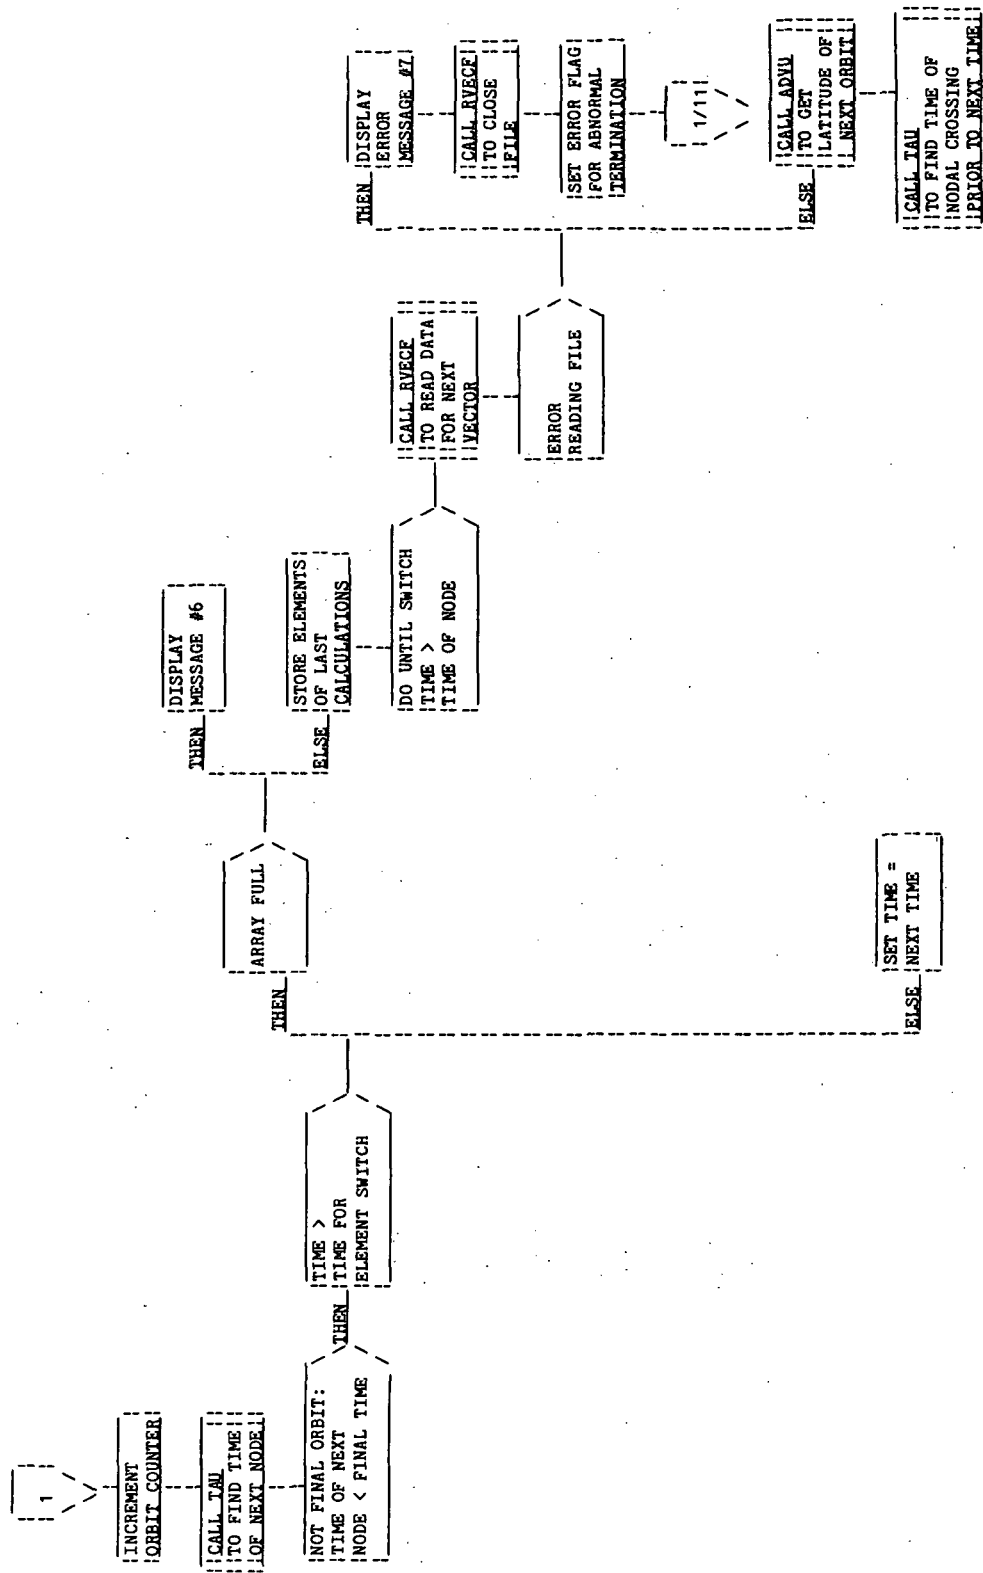 1
INCREMENT
ORBIT COUNTER
CALL TAU
TO FIND TIME
OF NEXT NODE
NOT FINAL ORBIT:
TIME OF NEXT
NODE < FINAL TIME
THEN
TIME >
TIME FOR
ELEMENT SWITCH
THEN
ARRAY FULL
THEN
DISPLAY
MESSAGE #6
ELSE
STORE ELEMENTS
OF LAST
CALCULATIONS
DO UNTIL SWITCH
TIME >
TIME OF NODE
CALL RVECF
TO READ DATA
FOR NEXT
VECTOR
ERROR
READING FILE
THEN
DISPLAY
ERROR
MESSAGE #7
CALL RVECF
TO CLOSE
FILE
SET ERROR FLAG
FOR ABNORMAL
TERMINATION
1/11
ELSE
CALL ADVU
TO GET
LATITUDE OF
NEXT ORBIT
CALL TAU
TO FIND TIME OF
NODAL CROSSING
PRIOR TO NEXT TIME
ELSE
SET TIME =
NEXT TIME